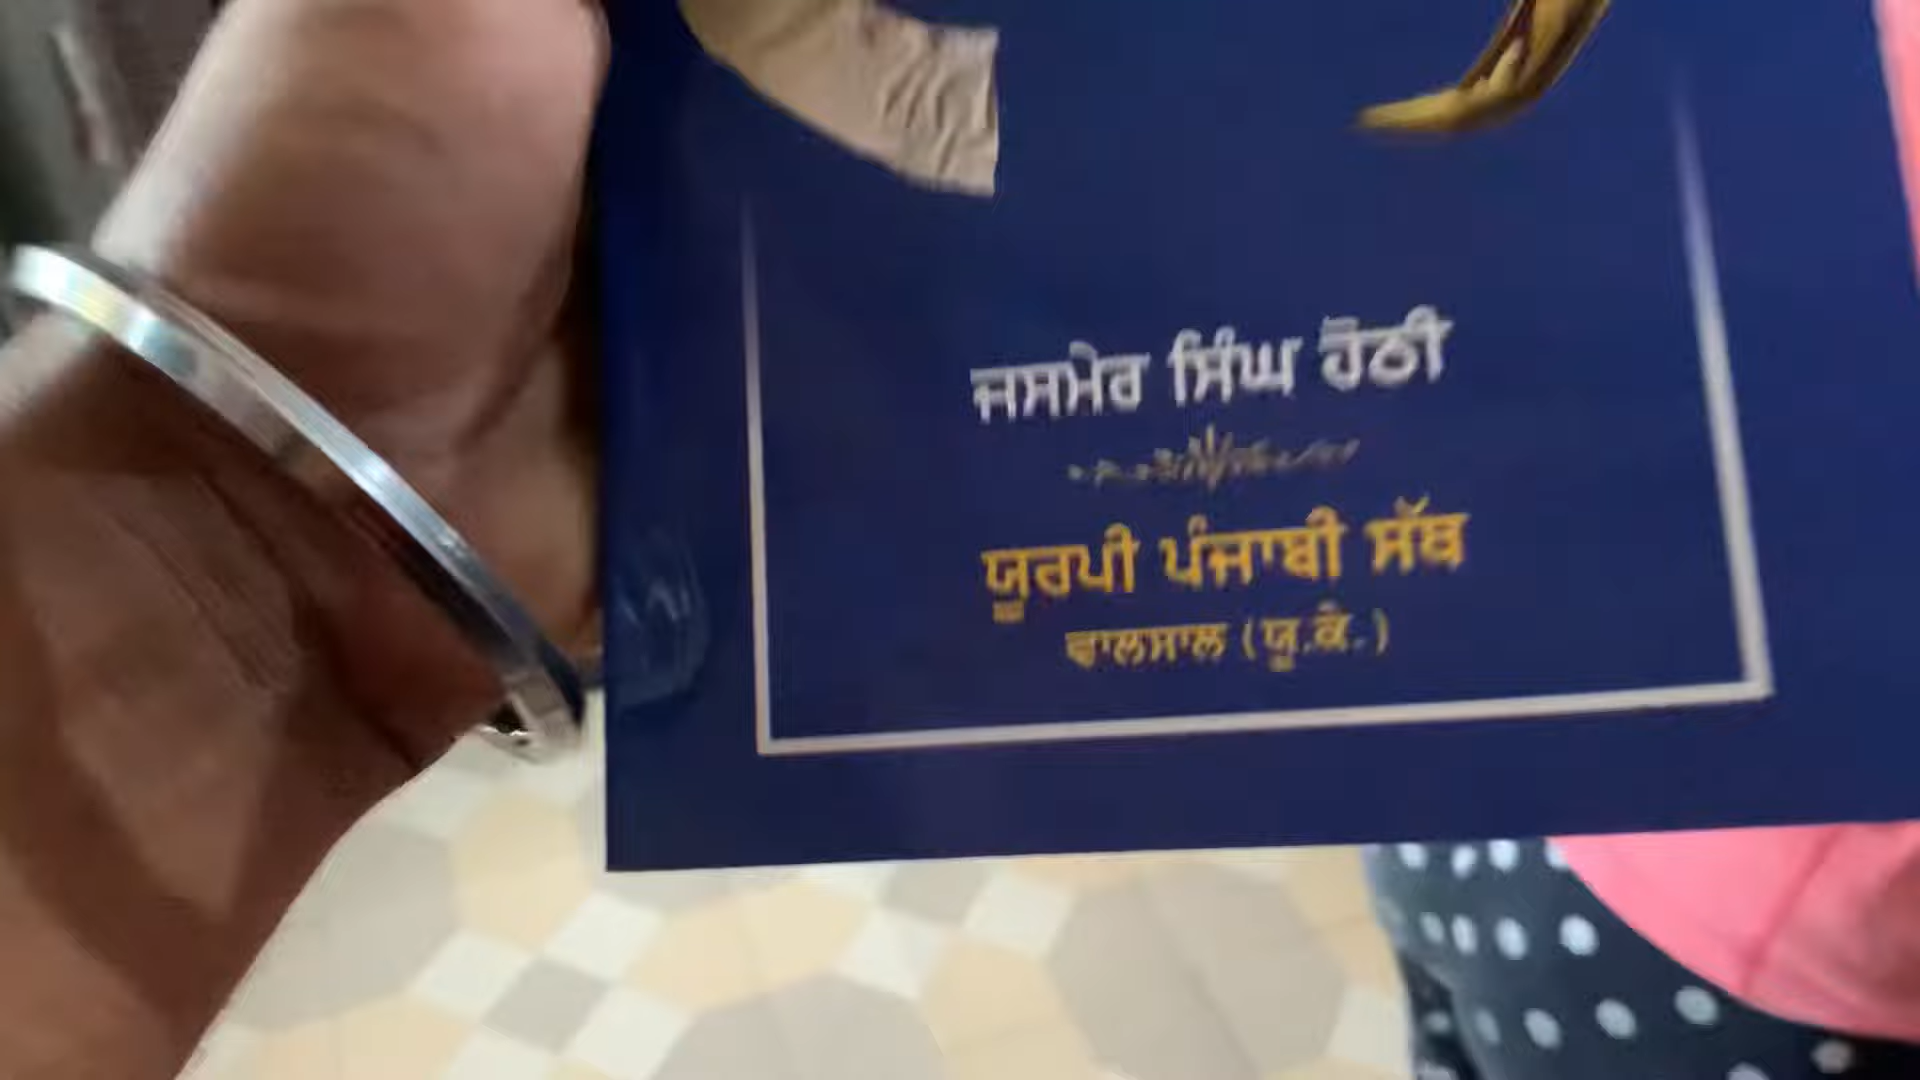 ਜਸਮੇਰ ਸਿੰਘ ਹੋਠੀ
ਯੂਰਪੀ ਪੰਜਾਬੀ ਸੱਥ
ਵਾਲਸਾਲ (ਯੂ.ਕੇ.)